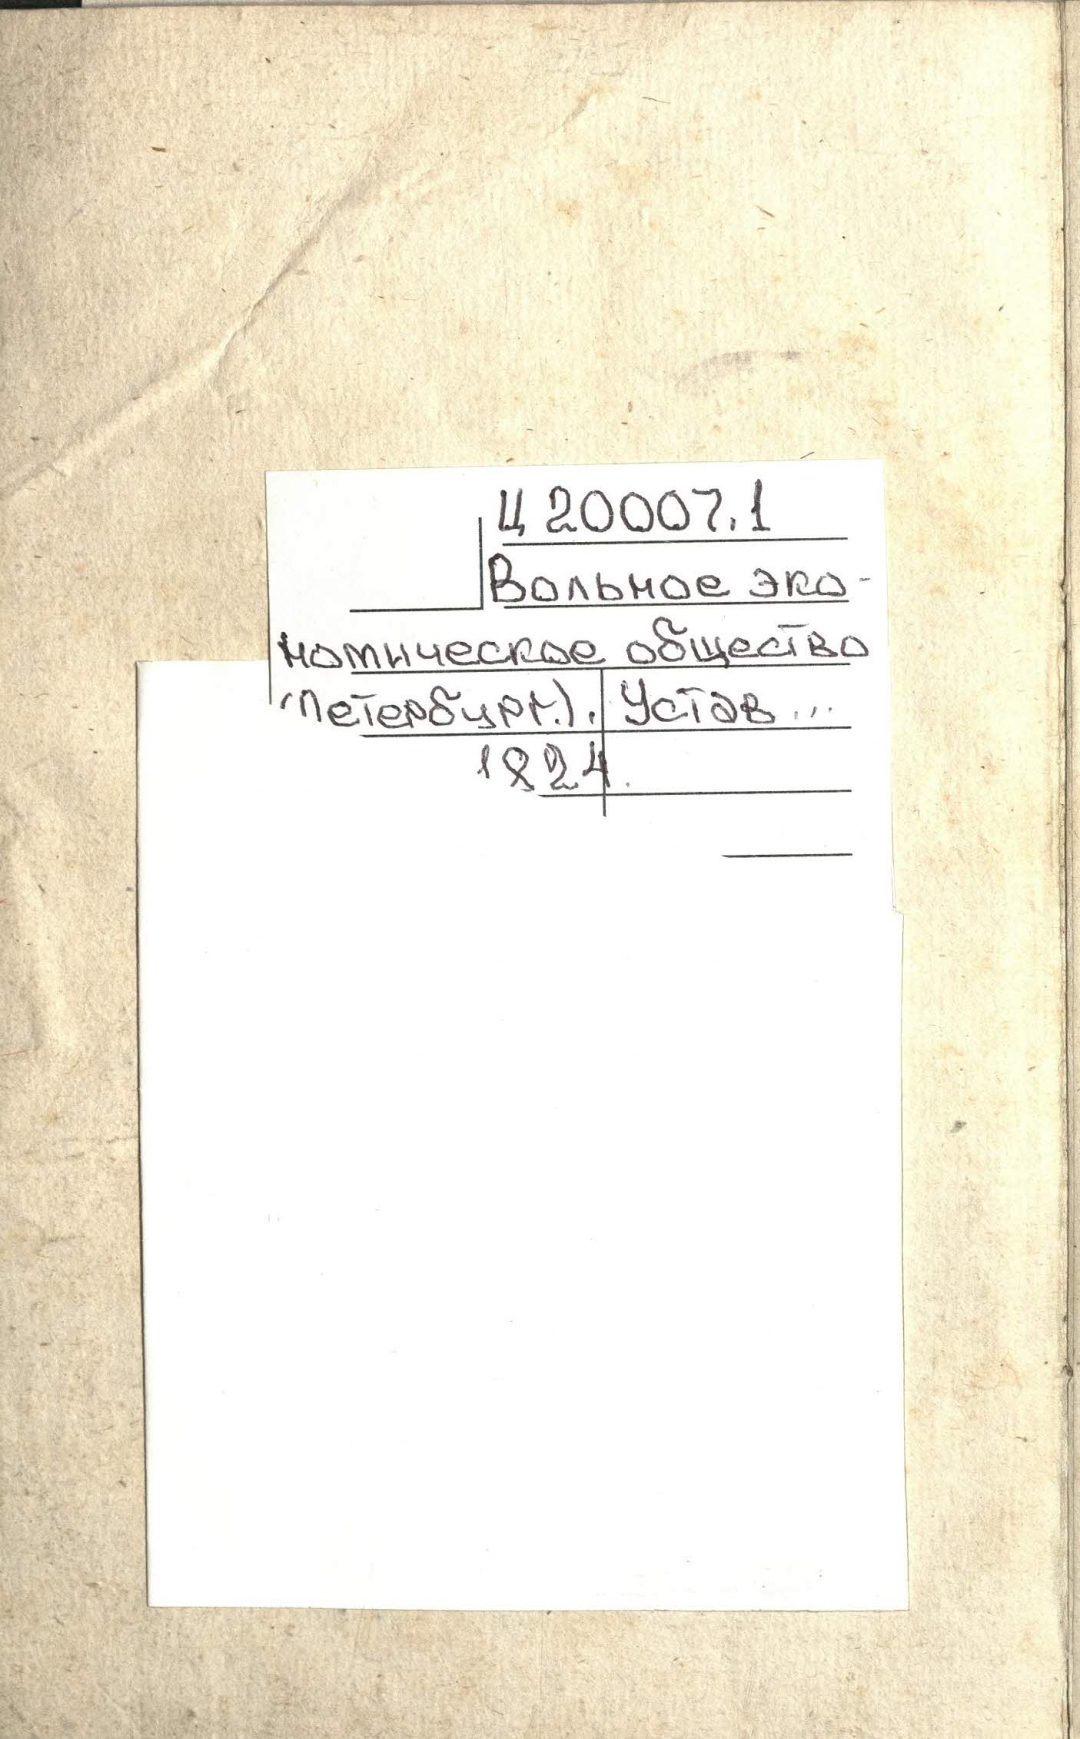 Ц 20007.1
Вольное эко-
номическое общество
(Петербург.). Устав...
1824.